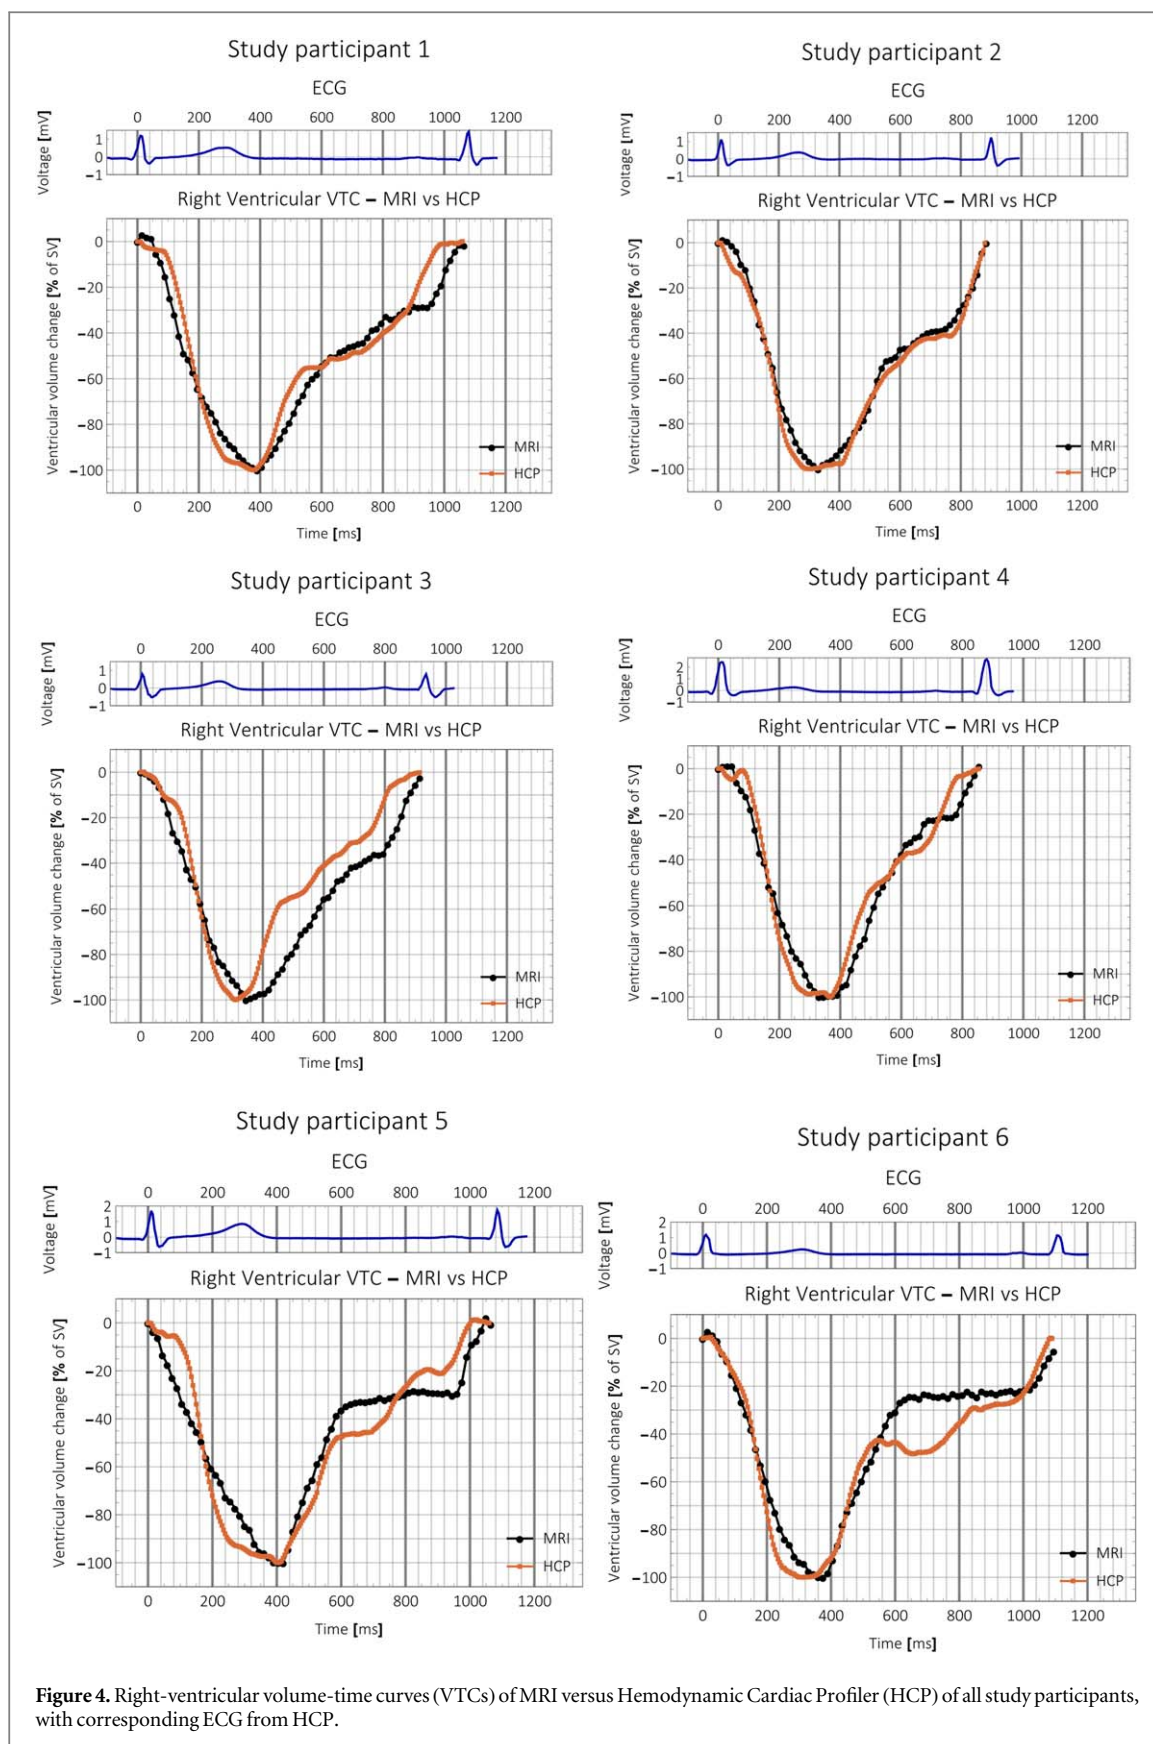 Study participant 1
ECG
0 200 400 600 800 1000 1200
Voltage [mV]
1
0
−1
Right Ventricular VTC – MRI vs HCP
Ventricular volume change [% of SV]
0
−20
−40
−60
−80
−100
MRI
HCP
0 200 400 600 800 1000 1200
Time [ms]
Study participant 2
ECG
0 200 400 600 800 1000 1200
Voltage [mV]
1
0
−1
Right Ventricular VTC – MRI vs HCP
Ventricular volume change [% of SV]
0
−20
−40
−60
−80
−100
MRI
HCP
0 200 400 600 800 1000 1200
Time [ms]
Study participant 3
ECG
0 200 400 600 800 1000 1200
Voltage [mV]
1
0
−1
Right Ventricular VTC – MRI vs HCP
Ventricular volume change [% of SV]
0
−20
−40
−60
−80
−100
MRI
HCP
0 200 400 600 800 1000 1200
Time [ms]
Study participant 4
ECG
0 200 400 600 800 1000 1200
Voltage [mV]
2
1
0
−1
Right Ventricular VTC – MRI vs HCP
Ventricular volume change [% of SV]
0
−20
−40
−60
−80
−100
MRI
HCP
0 200 400 600 800 1000 1200
Time [ms]
Study participant 5
ECG
0 200 400 600 800 1000 1200
Voltage [mV]
2
1
0
−1
Right Ventricular VTC – MRI vs HCP
Ventricular volume change [% of SV]
0
−20
−40
−60
−80
−100
MRI
HCP
0 200 400 600 800 1000 1200
Time [ms]
Study participant 6
ECG
0 200 400 600 800 1000 1200
Voltage [mV]
2
1
0
−1
Right Ventricular VTC – MRI vs HCP
Ventricular volume change [% of SV]
0
−20
−40
−60
−80
−100
MRI
HCP
0 200 400 600 800 1000 1200
Time [ms]
Figure 4. Right-ventricular volume-time curves (VTCs) of MRI versus Hemodynamic Cardiac Profiler (HCP) of all study participants,
with corresponding ECG from HCP.